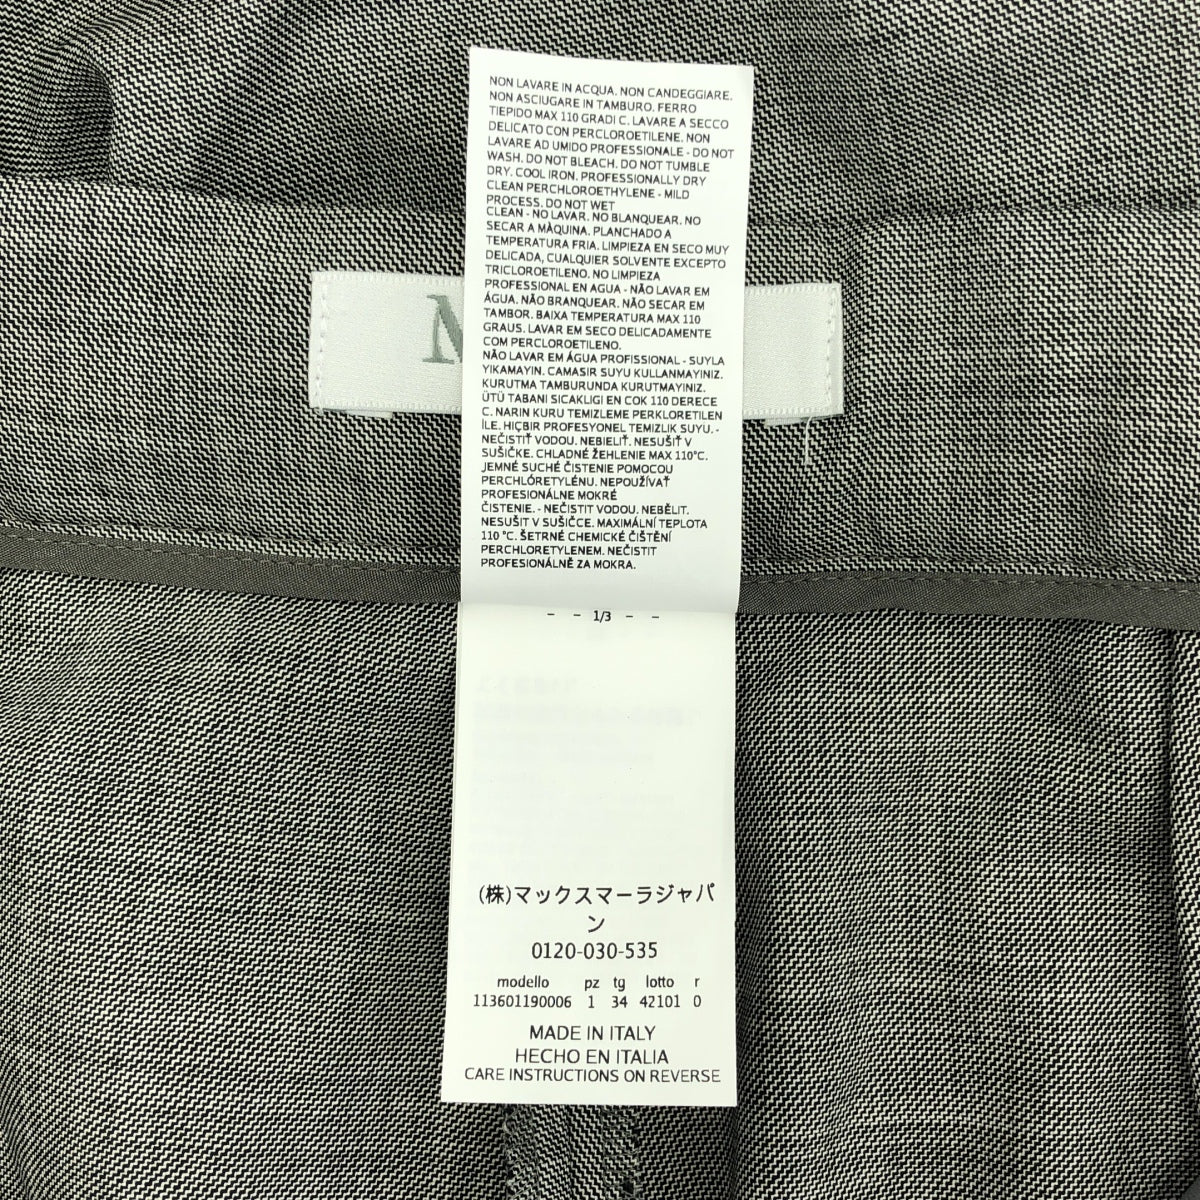 NON LAVARE IN ACQUA. NON CANDEGGIARE.
NON ASCIUGARE IN TAMBURO. FERRO
TIEPIDO MAX 110 GRADI C. LAVARE A SECCO
DELICATO CON PERCLOROETILENE. NON
LAVARE AD UMIDO PROFESSIONALE - DO NOT
WASH. DO NOT BLEACH. DO NOT TUMBLE
DRY. COOL IRON. PROFESSIONALLY DRY
CLEAN PERCHLOROETHYLENE - MILD
PROCESS. DO NOT WET
CLEAN - NO LAVAR. NO BLANQUEAR. NO
SECAR A MÀQUINA. PLANCHADO A
TEMPERATURA FRIA. LIMPIEZA EN SECO MUY
DELICADA, CUALQUIER SOLVENTE EXCEPTO
TRICLOROETILENO. NO LIMPIEZA
PROFESSIONAL EN AGUA - NÃO LAVAR EM
ÁGUA. NÃO BRANQUEAR. NÃO SECAR EM
TAMBOR. BAIXA TEMPERATURA MAX 110
GRAUS. LAVAR EM SECO DELICADAMENTE
COM PERCLOROETILENO.
NÃO LAVAR EM ÁGUA PROFISSIONAL - SUYLA
YIKAMAYIN. CAMASIR SUYU KULLANMAYINIZ.
KURUTMA TAMBURUNDA KURUTMAYINIZ.
ÜTÜ TABANI SICAKLIGI EN COK 110 DERECE
C. NARIN KURU TEMIZLEME PERKLORETILEN
İLE. HIÇBIR PROFESYONEL TEMIZLIK SUYU. -
NEČISTIŤ VODOU. NEBIELIŤ. NESUŠIŤ V
SUŠIČKE. CHLADNÉ ŽEHLENIE MAX 110°C.
JEMNÉ SUCHÉ ČISTENIE POMOCOU
PERCHLÓRETYLÉNU. NEPOUŽÍVAŤ
PROFESIONÁLNE MOKRÉ
ČISTENIE. - NEČISTIT VODOU. NEBĚLIT.
NESUŠIT V SUŠIČCE. MAXIMÁLNÍ TEPLOTA
110 °C. ŠETRNÉ CHEMICKÉ ČIŠTĚNÍ
PERCHLORETYLENEM. NEČISTIT
PROFESIONÁLNĚ ZA MOKRA.
M
- - 1/3 - -
(株)マックスマーラジャパ
ン
0120-030-535
modello pz tg lotto r
113601190006 1 34 42101 0
MADE IN ITALY
HECHO EN ITALIA
CARE INSTRUCTIONS ON REVERSE